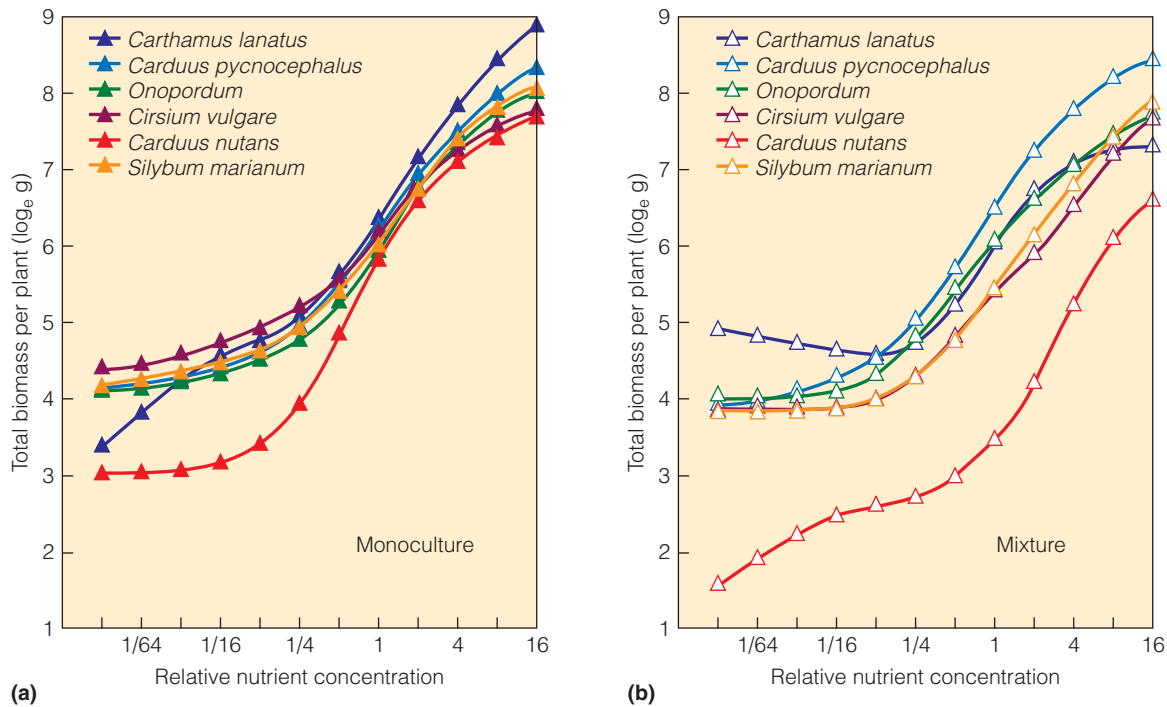 9
8
7
6
5
4
3
2
1
Total biomass per plant (logₑ g)
Carthamus lanatus
Carduus pycnocephalus
Onopordum
Cirsium vulgare
Carduus nutans
Silybum marianum
Monoculture
1/64 1/16 1/4 1 4 16
Relative nutrient concentration
(a)
9
8
7
6
5
4
3
2
1
Total biomass per plant (logₑ g)
Carthamus lanatus
Carduus pycnocephalus
Onopordum
Cirsium vulgare
Carduus nutans
Silybum marianum
Mixture
1/64 1/16 1/4 1 4 16
Relative nutrient concentration
(b)